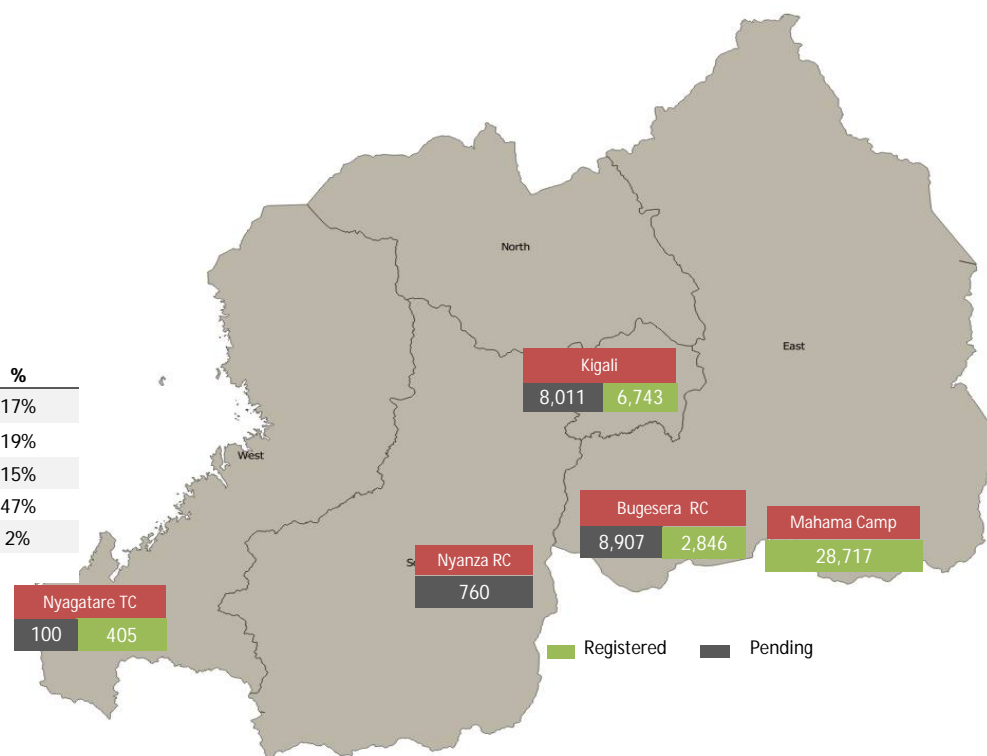 North
East
Kigali
8,011 6,743
%
17%
19%
15%
47%
2%
West
Bugesera RC
8,907 2,846
Mahama Camp
28,717
Nyanza RC
760
Nyagatare TC
100 405
Registered Pending